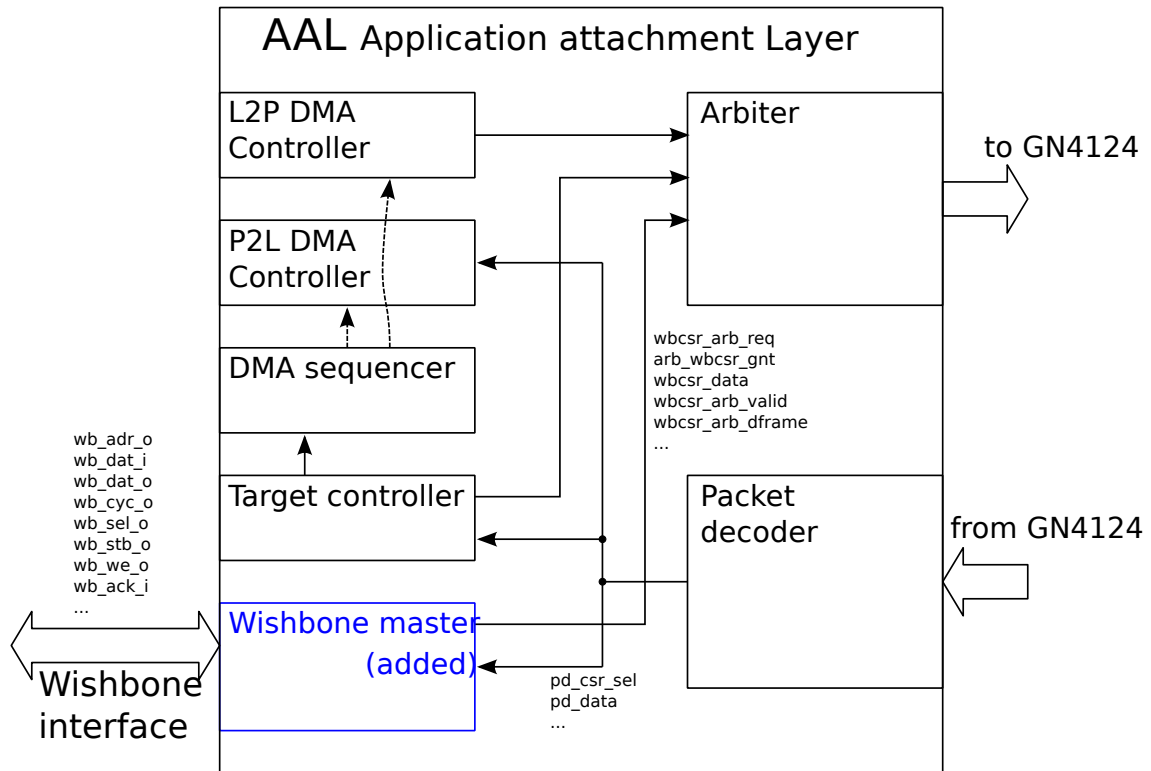 AAL Application attachment Layer
L2P DMA
Controller
Arbiter
to GN4124
P2L DMA
Controller
wbcsr_arb_req
arb_wbcsr_gnt
wbcsr_data
wbcsr_arb_valid
wbcsr_arb_dframe
...
DMA sequencer
wb_adr_o
wb_dat_i
wb_dat_o
wb_cyc_o
wb_sel_o
wb_stb_o
wb_we_o
wb_ack_i
...
Target controller
Packet
decoder
from GN4124
Wishbone master
(added)
Wishbone
interface
pd_csr_sel
pd_data
...